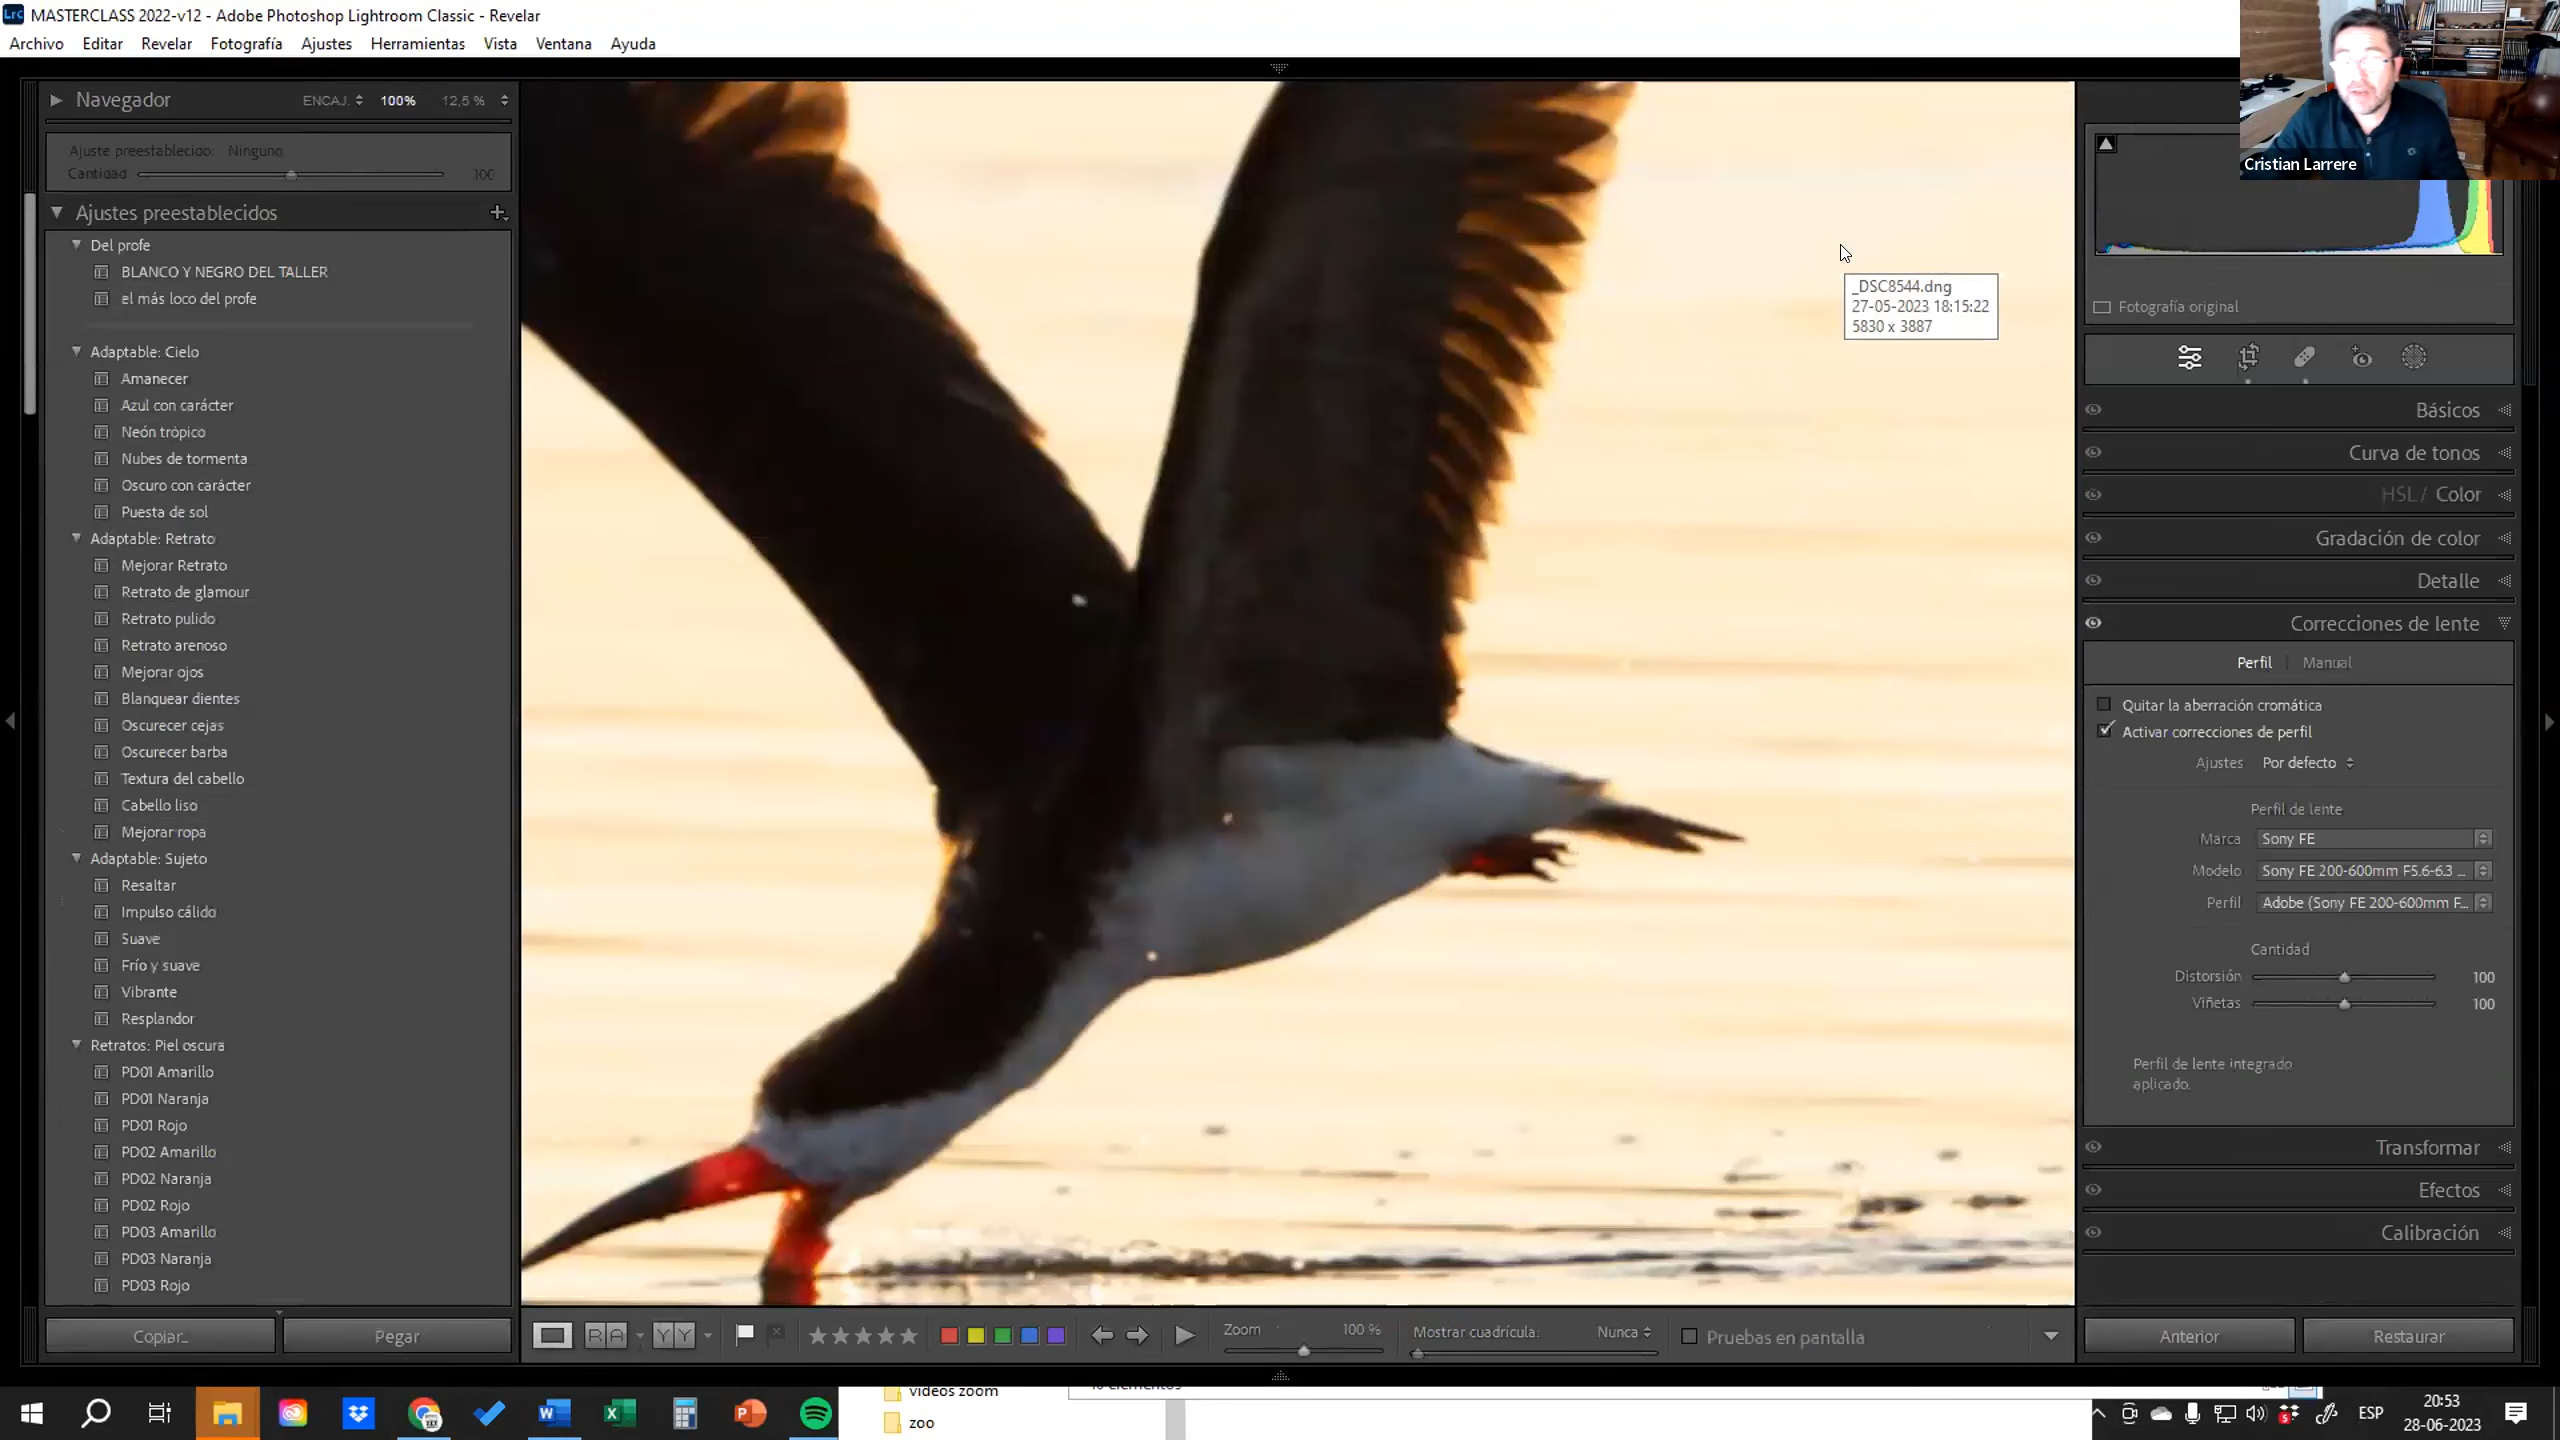 LrC MASTERCLASS 2022-v12 - Adobe Photoshop Lightroom Classic - Revelar
Archivo Editar Revelar Fotografía Ajustes Herramientas Vista Ventana Ayuda
Cristian Larrere
Navegador ENCAJ. 100% 12,5 %
Ajuste preestablecido: Ninguno
Cantidad 100
Ajustes preestablecidos
Del profe
BLANCO Y NEGRO DEL TALLER
el más loco del profe
Adaptable: Cielo
Amanecer
Azul con carácter
Neón trópico
Nubes de tormenta
Oscuro con carácter
Puesta de sol
Adaptable: Retrato
Mejorar Retrato
Retrato de glamour
Retrato pulido
Retrato arenoso
Mejorar ojos
Blanquear dientes
Oscurecer cejas
Oscurecer barba
Textura del cabello
Cabello liso
Mejorar ropa
Adaptable: Sujeto
Resaltar
Impulso cálido
Suave
Frío y suave
Vibrante
Resplandor
Retratos: Piel oscura
PD01 Amarillo
PD01 Naranja
PD01 Rojo
PD02 Amarillo
PD02 Naranja
PD02 Rojo
PD03 Amarillo
PD03 Naranja
PD03 Rojo
Copiar... Pegar
_DSC8544.dng
27-05-2023 18:15:22
5830 x 3887
Fotografía original
Básicos
Curva de tonos
HSL / Color
Gradación de color
Detalle
Correcciones de lente
Perfil Manual
Quitar la aberración cromática
Activar correcciones de perfil
Ajustes Por defecto
Perfil de lente
Marca Sony FE
Modelo Sony FE 200-600mm F5.6-6.3 ...
Perfil Adobe (Sony FE 200-600mm F...
Cantidad
Distorsión 100
Viñetas 100
Perfil de lente integrado
aplicado.
Transformar
Efectos
Calibración
Anterior Restaurar
RA YY Zoom 100 % Mostrar cuadrícula: Nunca Pruebas en pantalla
videos zoom
zoo
ESP
20:53
28-06-2023